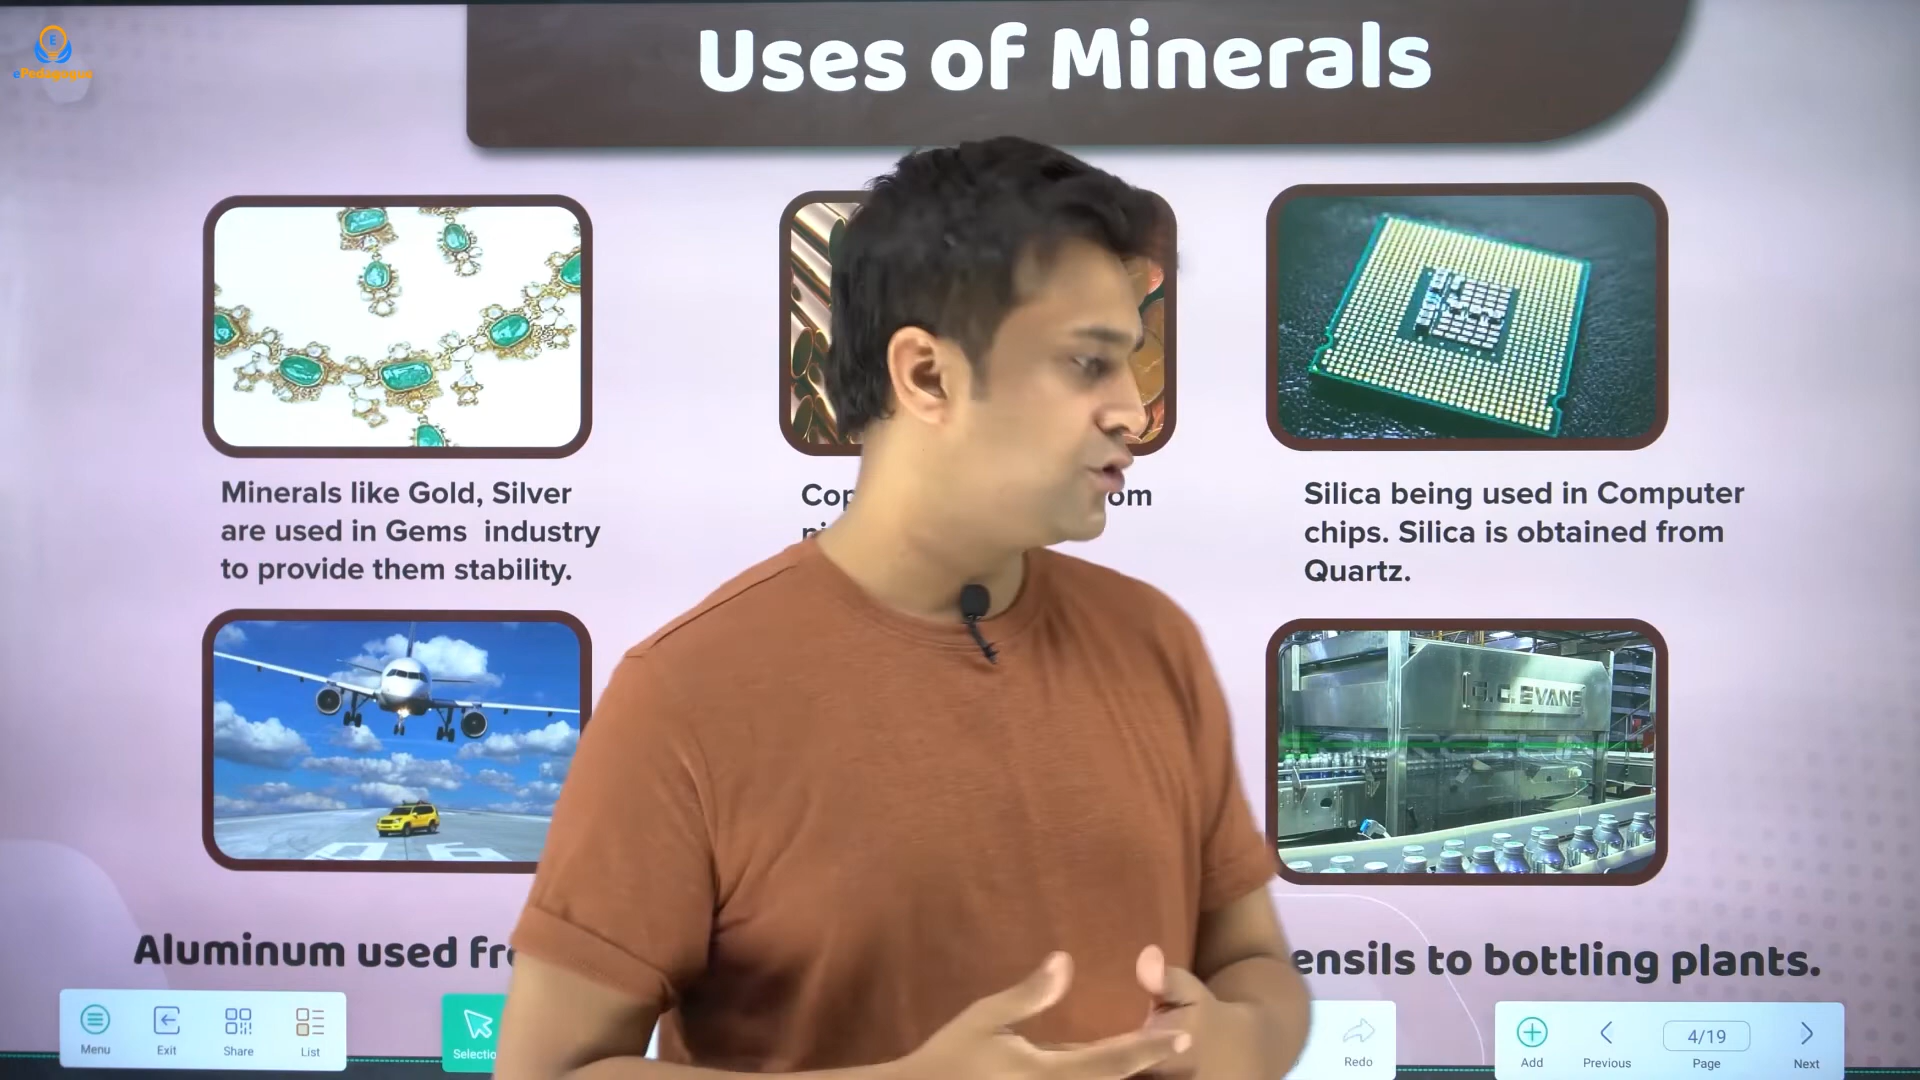 ePedagogue
Uses of Minerals
Minerals like Gold, Silver
are used in Gems industry
to provide them stability.
Silica being used in Computer
chips. Silica is obtained from
Quartz.
EVANS
Aluminum used
to bottling plants.
Menu
Exit
Share
List
Redo
Add
Previous
4/19
Page
Next